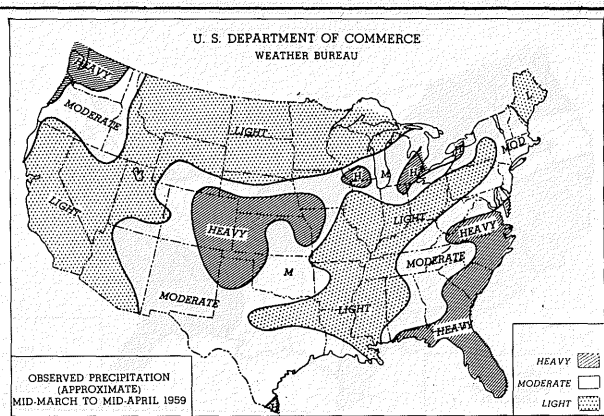 U. S. DEPARTMENT OF COMMERCE
WEATHER BUREAU
HEAVY
MODERATE
LIGHT
L
H
M
H
H
MOD
LIGHT
LIGHT
HEAVY
HEAVY
M
MODERATE
MODERATE
LIGHT
HEAVY
H
OBSERVED PRECIPITATION
(APPROXIMATE)
MID-MARCH TO MID-APRIL 1959
HEAVY
MODERATE
LIGHT